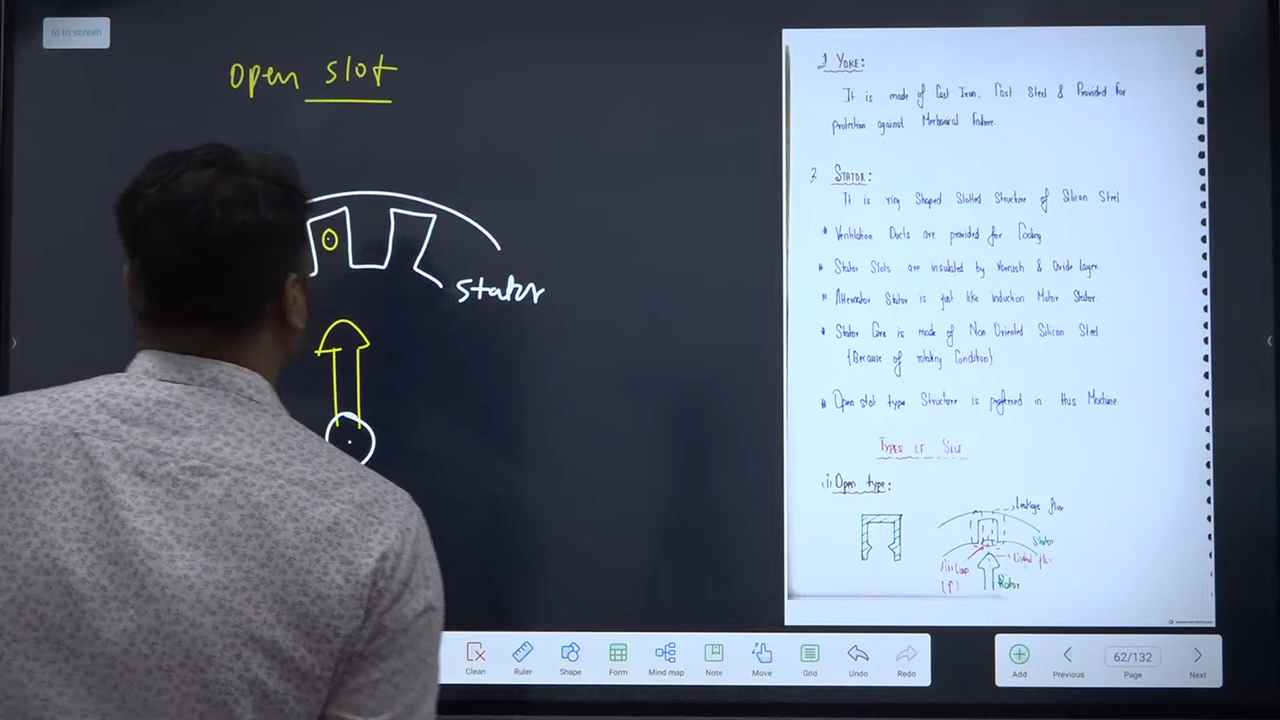 fit to screen
Open slot
Stator
1 YOKE:
It is made of Cast Iron, Cast Steel & Provided For
protection against Mechanical Failure.
2 STATOR:
It is ring Shaped Slotted Structure of Silicon Steel
* Ventilation Ducts are provided for Cooling
* Stator Slots are insulated by Varnish & Oxide layer.
* Alternator Stator is just like induction Motor Stator
* Stator Core is made of Non Oriented Silicon Steel
{Because of rotating Condition}
* Open slot type Structure is preferred in this Machine.
TYPES OF SLOT
(i) Open type:
Leakage flux
Stator
Air Gap
(↑)
Rotor
Clean
Ruler
Shape
Form
Mind map
Note
Move
Grid
Undo
Redo
Add
Previous
62/132
Page
Next